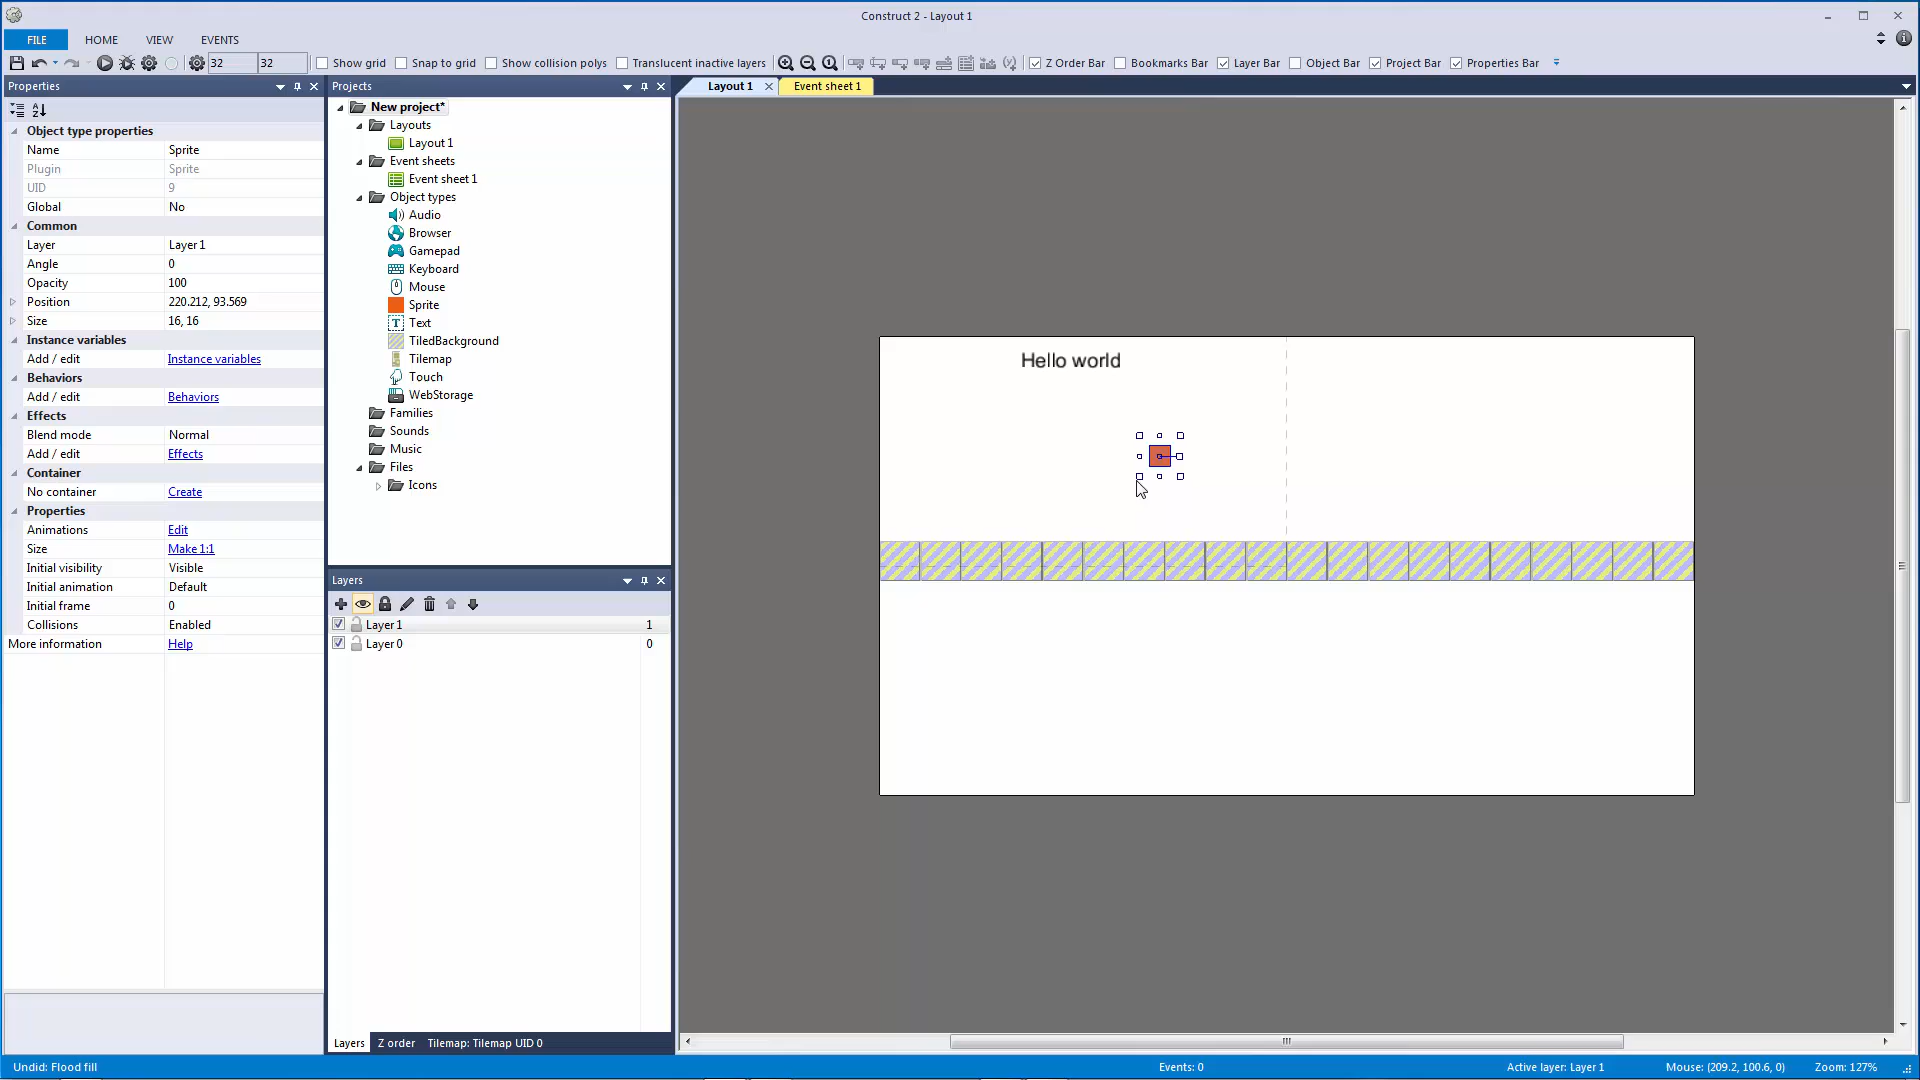 Construct 2 - Layout 1
FILE HOME VIEW EVENTS
32 32 Show grid Snap to grid Show collision polys Translucent inactive layers Z Order Bar Bookmarks Bar Layer Bar Object Bar Project Bar Properties Bar
Properties
Object type properties
Name Sprite
Plugin Sprite
UID 9
Global No
Common
Layer Layer 1
Angle 0
Opacity 100
Position 220.212, 93.569
Size 16, 16
Instance variables
Add / edit Instance variables
Behaviors
Add / edit Behaviors
Effects
Blend mode Normal
Add / edit Effects
Container
No container Create
Properties
Animations Edit
Size Make 1:1
Initial visibility Visible
Initial animation Default
Initial frame 0
Collisions Enabled
More information Help
Projects
New project*
Layouts
Layout 1
Event sheets
Event sheet 1
Object types
Audio
Browser
Gamepad
Keyboard
Mouse
Sprite
Text
TiledBackground
Tilemap
Touch
WebStorage
Families
Sounds
Music
Files
Icons
Layers
Layer 1 1
Layer 0 0
Layers Z order Tilemap: Tilemap UID 0
Layout 1 Event sheet 1
Hello world
Undid: Flood fill Events: 0 Active layer: Layer 1 Mouse: (209.2, 100.6, 0) Zoom: 127%